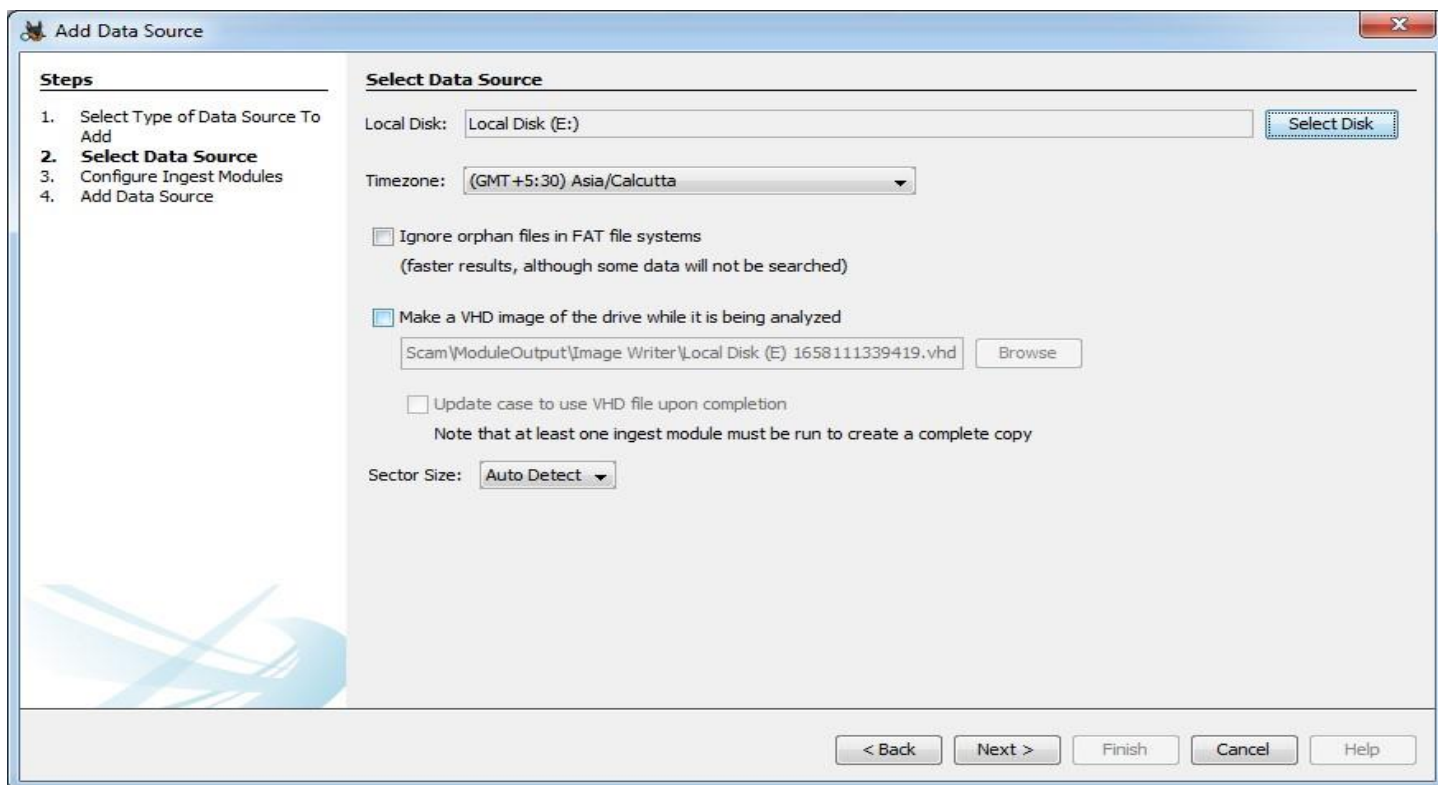 Add Data Source
Steps
1. Select Type of Data Source To
Add
2. Select Data Source
3. Configure Ingest Modules
4. Add Data Source
Select Data Source
Local Disk: Local Disk (E:) Select Disk
Timezone: (GMT+5:30) Asia/Calcutta
Ignore orphan files in FAT file systems
(faster results, although some data will not be searched)
Make a VHD image of the drive while it is being analyzed
Scam\ModuleOutput\Image Writer\Local Disk (E) 1658111339419.vhd Browse
Update case to use VHD file upon completion
Note that at least one ingest module must be run to create a complete copy
Sector Size: Auto Detect
< Back Next > Finish Cancel Help